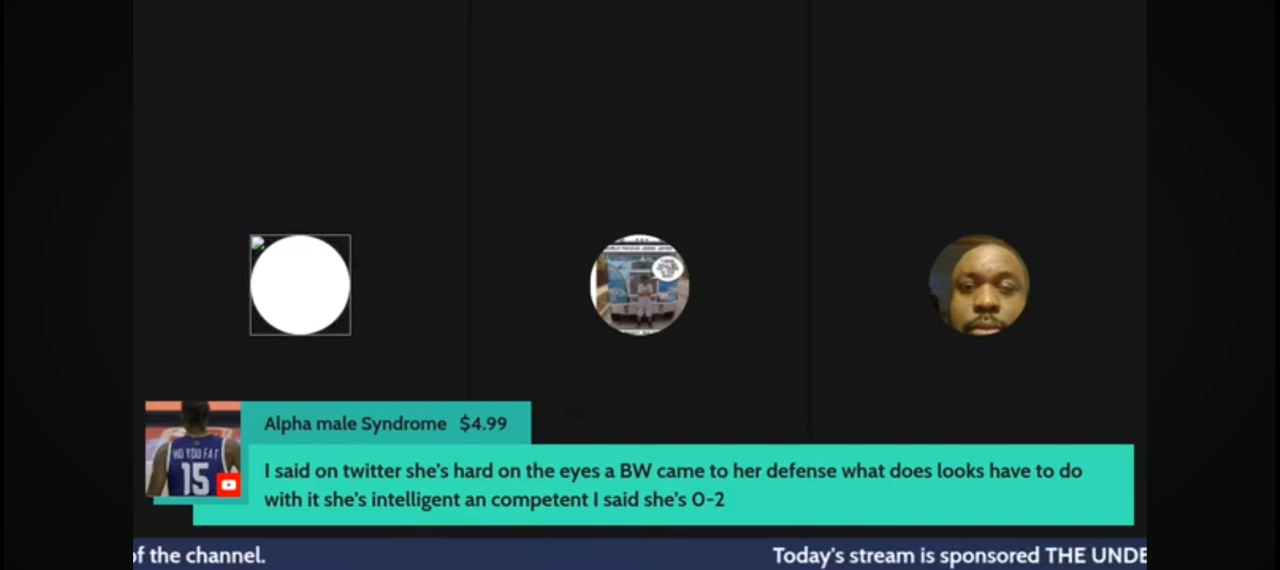 HO YOU FAT
15
Alpha male Syndrome $4.99
I said on twitter she's hard on the eyes a BW came to her defense what does looks have to do
with it she's intelligent an competent I said she's 0-2
of the channel. Today's stream is sponsored THE UNDE